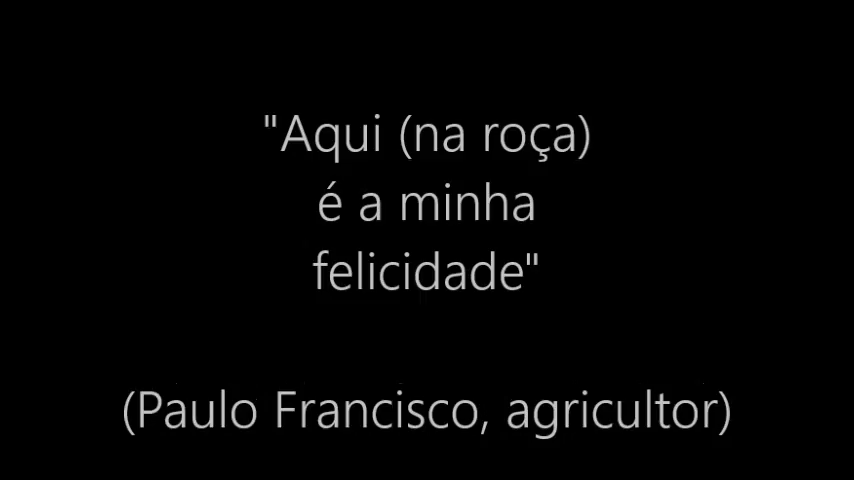 "Aqui (na roça)
é a minha
felicidade"
(Paulo Francisco, agricultor)